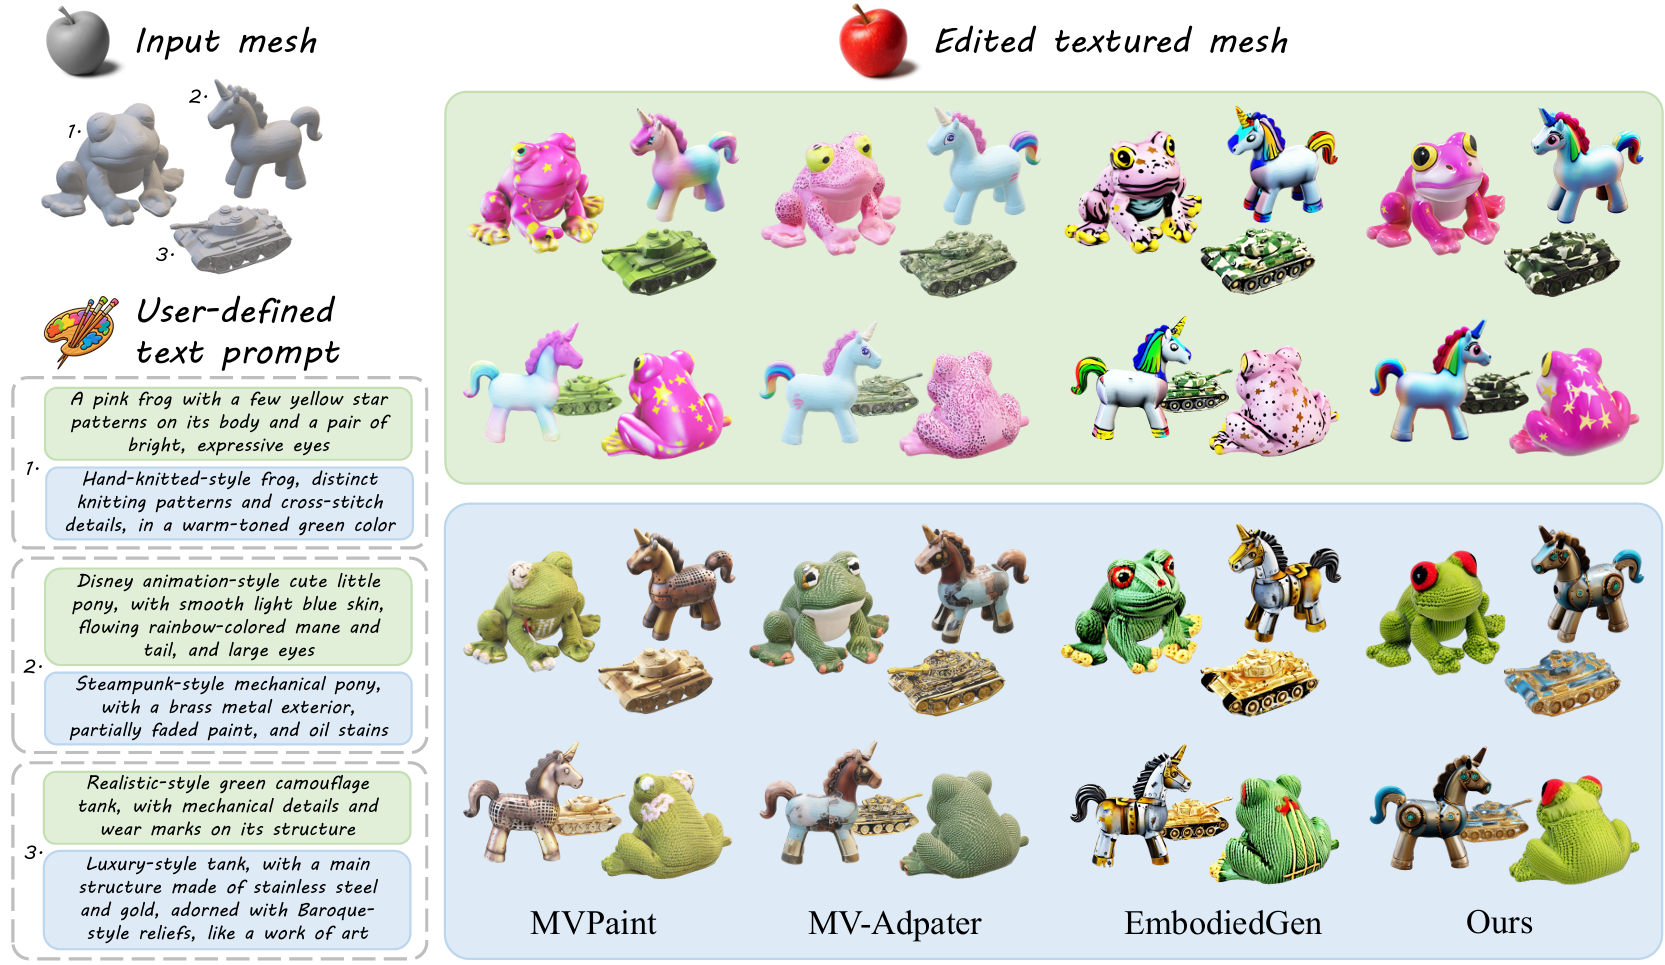 Input mesh
Edited textured mesh
1.
2.
3.
User-defined
text prompt
1.
A pink frog with a few yellow star
patterns on its body and a pair of
bright, expressive eyes
Hand-knitted-style frog, distinct
knitting patterns and cross-stitch
details, in a warm-toned green color
2.
Disney animation-style cute little
pony, with smooth light blue skin,
flowing rainbow-colored mane and
tail, and large eyes
Steampunk-style mechanical pony,
with a brass metal exterior,
partially faded paint, and oil stains
3.
Realistic-style green camouflage
tank, with mechanical details and
wear marks on its structure
Luxury-style tank, with a main
structure made of stainless steel
and gold, adorned with Baroque-
style reliefs, like a work of art
MVPaint
MV-Adpater
EmbodiedGen
Ours